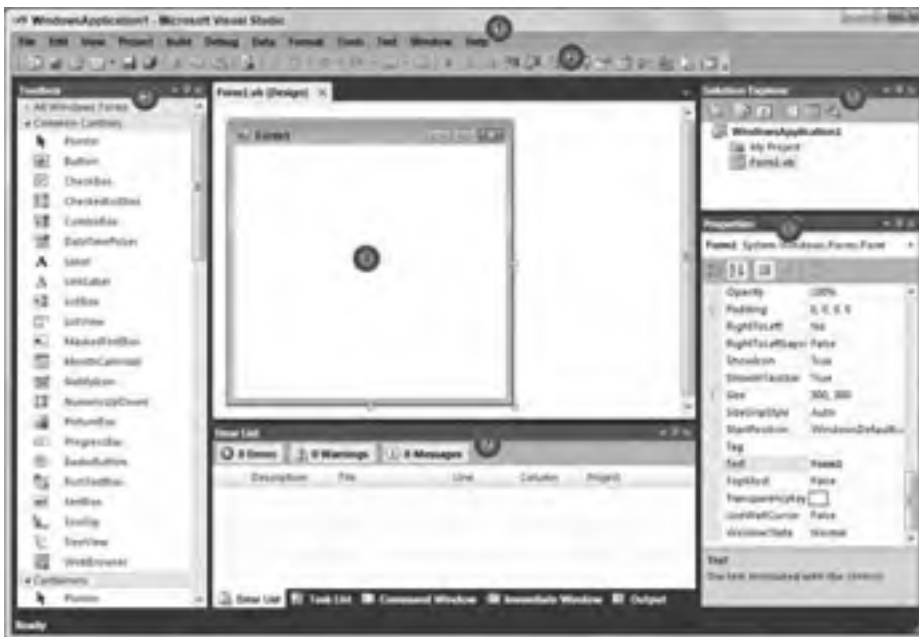 WindowsApplication1 - Microsoft Visual Studio
File Edit View Project Build Debug Data Format Tools Test Window Help
Toolbox
All Windows Forms
Common Controls
Pointer
Button
CheckBox
CheckedListBox
ComboBox
DateTimePicker
Label
LinkLabel
ListBox
ListView
MaskedTextBox
MonthCalendar
NotifyIcon
NumericUpDown
PictureBox
ProgressBar
RadioButton
RichTextBox
TextBox
ToolTip
TreeView
WebBrowser
Containers
Pointer
Form1.vb [Design]
Form1
Error List
0 Errors 0 Warnings 0 Messages
Description File Line Column Project
Error List Task List Command Window Immediate Window Output
Solution Explorer
WindowsApplication1
My Project
Form1.vb
Properties
Form1 System.Windows.Forms.Form
Opacity 100%
Padding 0, 0, 0, 0
RightToLeft No
RightToLeftLayou False
ShowIcon True
ShowInTaskbar True
Size 300, 300
SizeGripStyle Auto
StartPosition WindowsDefaultL
Tag
Text Form1
TopMost False
TransparencyKey
UseWaitCursor False
WindowState Normal
Text
The text associated with the control.
Ready